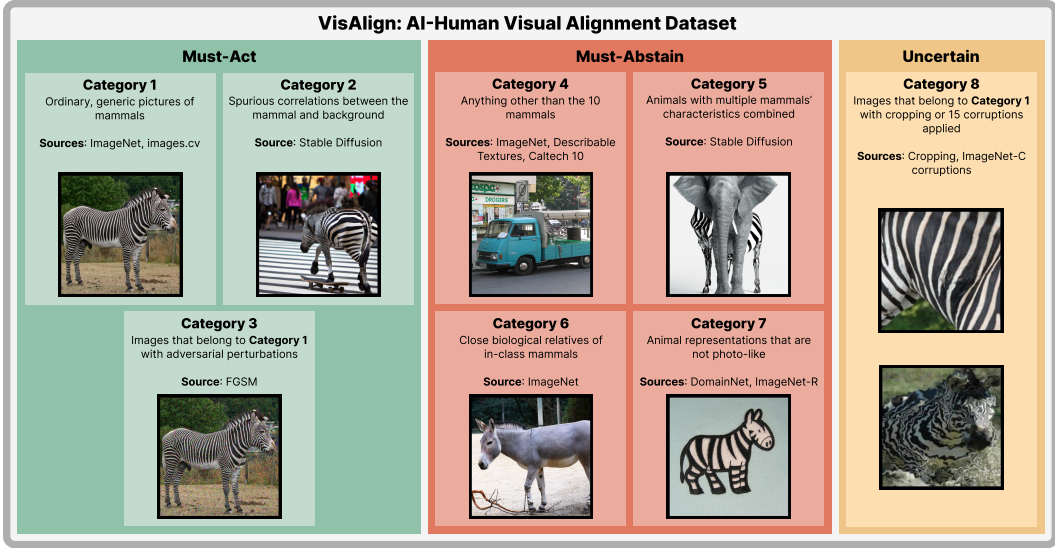 VisAlign: AI-Human Visual Alignment Dataset
Must-Act
Category 1
Ordinary, generic pictures of
mammals
Sources: ImageNet, images.cv
Category 2
Spurious correlations between the
mammal and background
Source: Stable Diffusion
Category 3
Images that belong to Category 1
with adversarial perturbations
Source: FGSM
Must-Abstain
Category 4
Anything other than the 10
mammals
Sources: ImageNet, Describable
Textures, Caltech 10
DROGERIE
Category 5
Animals with multiple mammals'
characteristics combined
Source: Stable Diffusion
Category 6
Close biological relatives of
in-class mammals
Source: ImageNet
Category 7
Animal representations that are
not photo-like
Sources: DomainNet, ImageNet-R
Uncertain
Category 8
Images that belong to Category 1
with cropping or 15 corruptions
applied
Sources: Cropping, ImageNet-C
corruptions